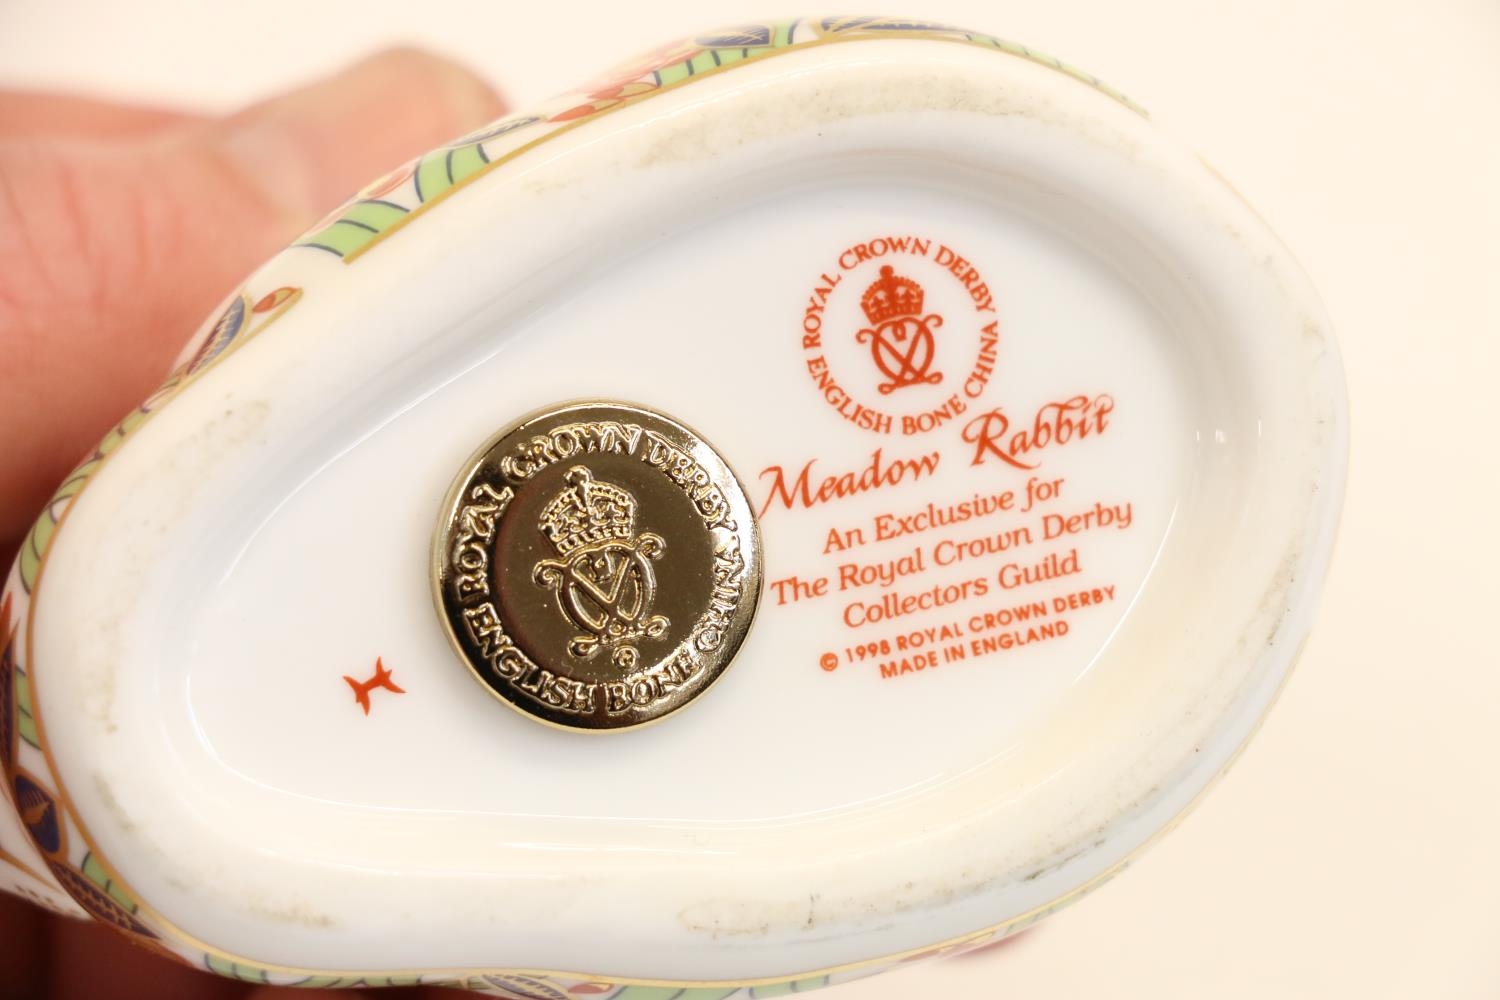 ROYAL CROWN DERBY
ENGLISH BONE CHINA
Meadow Rabbit
An Exclusive for
The Royal Crown Derby
Collectors Guild
© 1998 ROYAL CROWN DERBY
MADE IN ENGLAND
ROYAL CROWN DERBY
ENGLISH BONE CHINA
®